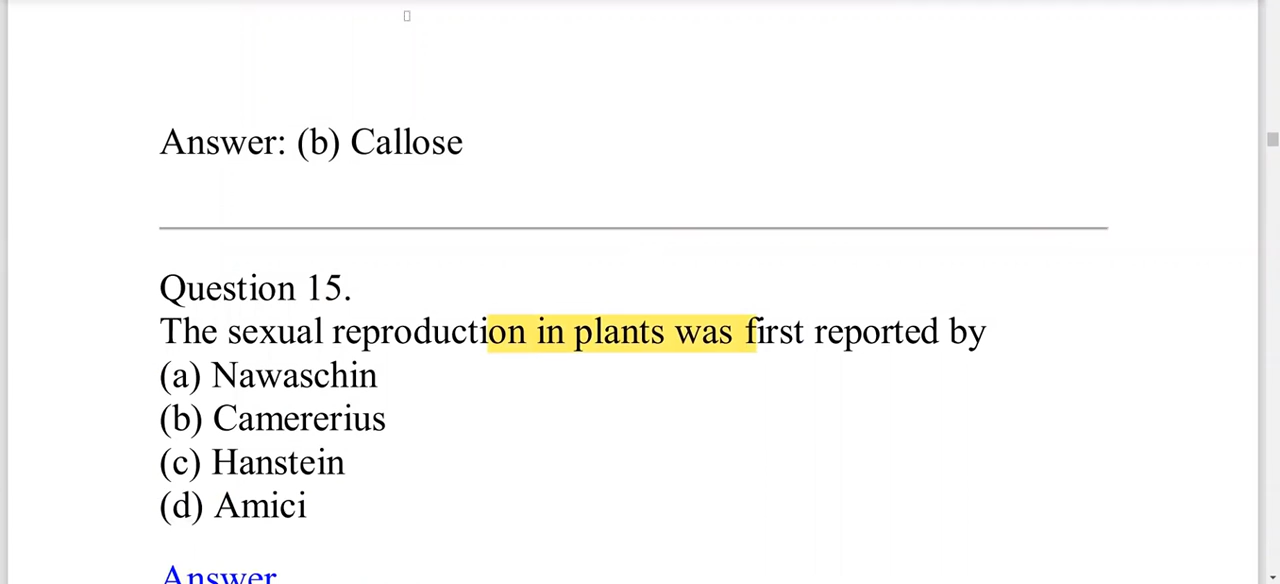 Answer: (b) Callose
Question 15.
The sexual reproduction in plants was first reported by
(a) Nawaschin
(b) Camererius
(c) Hanstein
(d) Amici
Answer